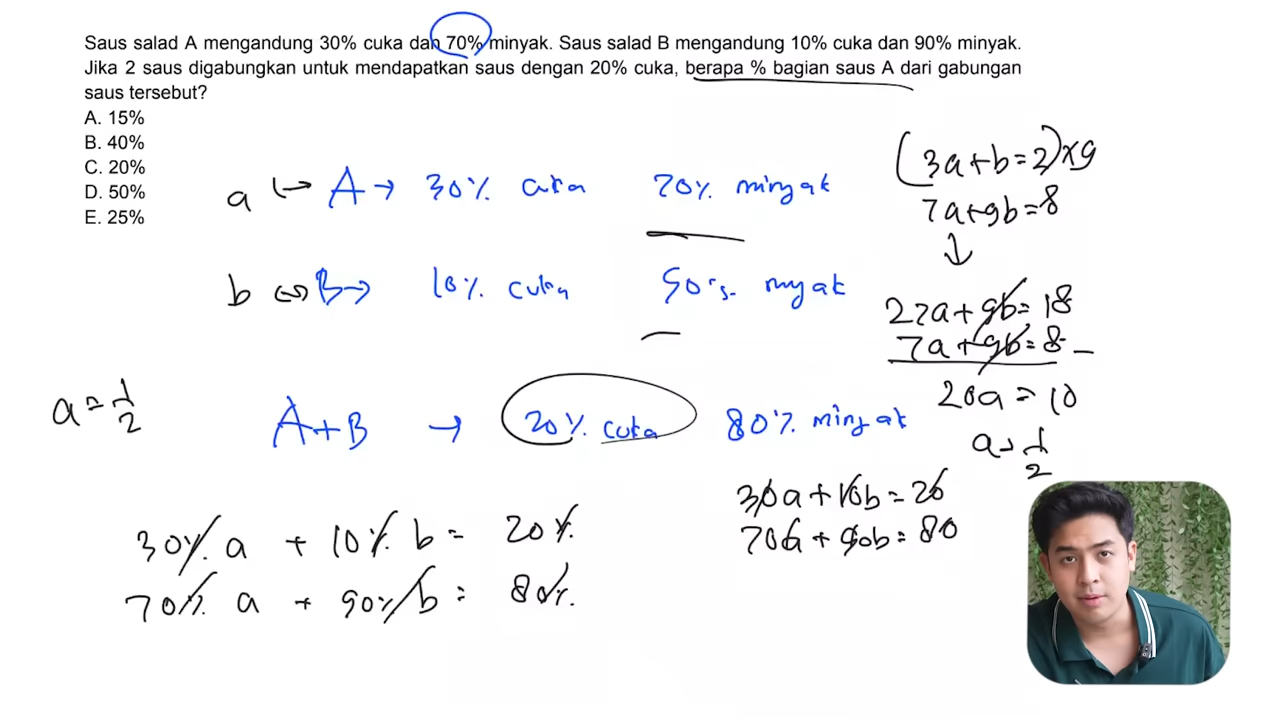 Saus salad A mengandung 30% cuka dan 70% minyak. Saus salad B mengandung 10% cuka dan 90% minyak.
Jika 2 saus digabungkan untuk mendapatkan saus dengan 20% cuka, berapa % bagian saus A dari gabungan
saus tersebut?
A. 15%
B. 40%
C. 20%
D. 50%
E. 25%
a ↔ A → 30% cuka 70% minyak
b ↔ B → 10% cuka 90% myak
A+B → 20% cuka 80% minyak
a = 1/2
30% a + 10% b = 20%
70% a + 90% b = 80%
30a + 10b = 20
70a + 90b = 80
(3a + b = 2) x 9
7a + 9b = 8
↓
27a + 9b = 18
7a + 9b = 8 -
20a = 10
a = 1/2